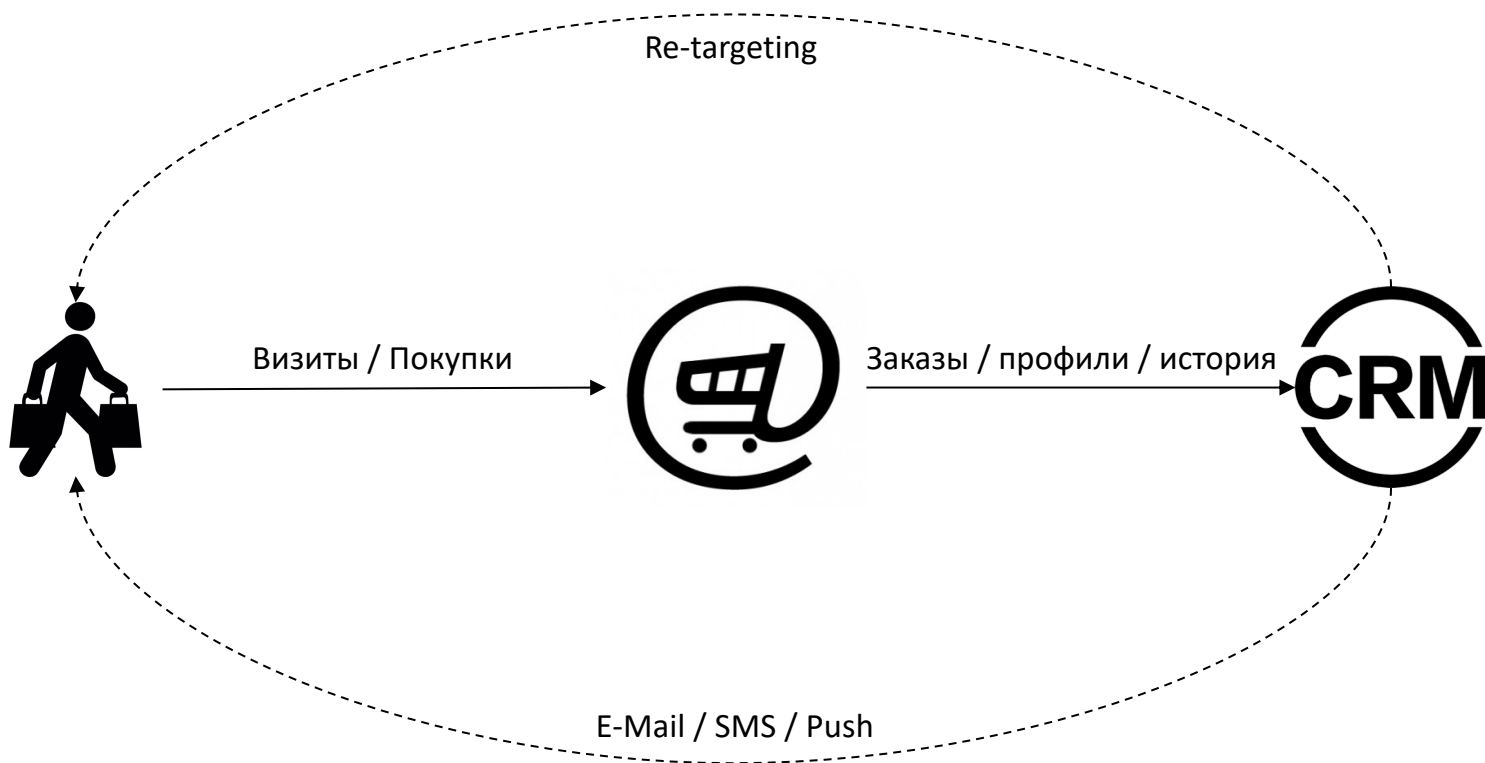 Re-targeting
Визиты / Покупки
Заказы / профили / история
CRM
E-Mail / SMS / Push